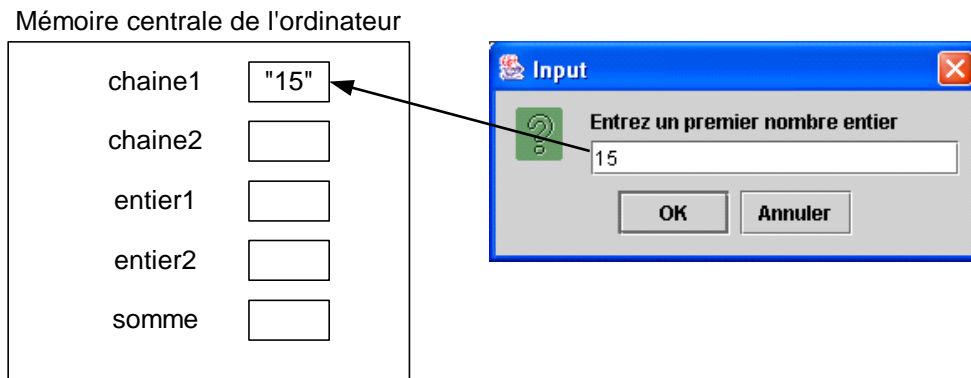 Mémoire centrale de l'ordinateur
chaine1 "15"
chaine2
entier1
entier2
somme
Input
Entrez un premier nombre entier
15
OK Annuler